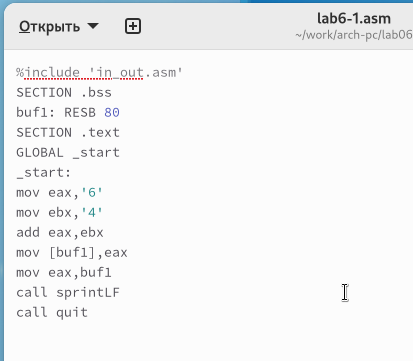 Открыть
lab6-1.asm
~/work/arch-pc/lab06
%include 'in_out.asm'
SECTION .bss
buf1: RESB 80
SECTION .text
GLOBAL _start
_start:
mov eax,'6'
mov ebx,'4'
add eax,ebx
mov [buf1],eax
mov eax,buf1
call sprintLF
call quit